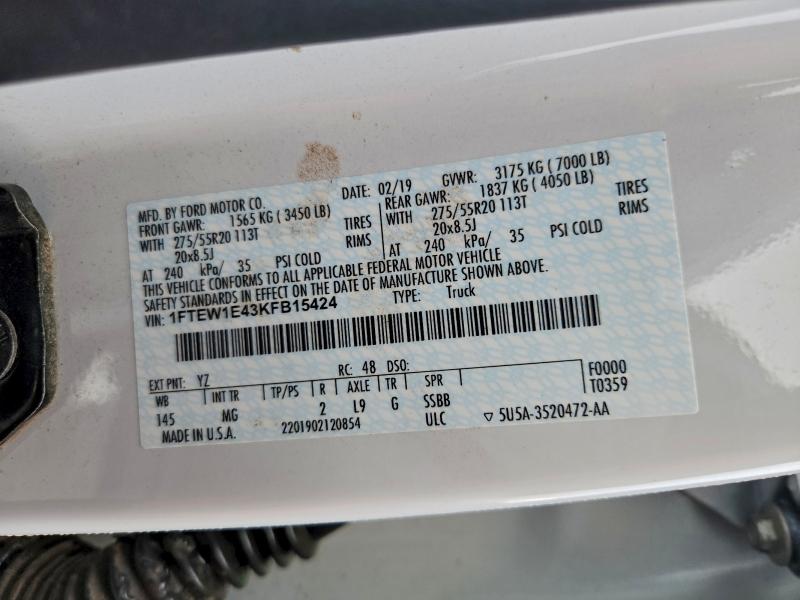 MFD. BY FORD MOTOR CO. DATE: 02/19 GVWR: 3175 KG ( 7000 LB)
FRONT GAWR: 1565 KG ( 3450 LB) REAR GAWR: 1837 KG ( 4050 LB)
WITH 275/55R20 113T TIRES WITH 275/55R20 113T TIRES
20x8.5J RIMS 20x8.5J RIMS
AT 240 kPa/ 35 PSI COLD AT 240 kPa/ 35 PSI COLD
THIS VEHICLE CONFORMS TO ALL APPLICABLE FEDERAL MOTOR VEHICLE
SAFETY STANDARDS IN EFFECT ON THE DATE OF MANUFACTURE SHOWN ABOVE.
VIN: 1FTEW1E43KFB15424 TYPE: Truck
EXT PNT: YZ RC: 48 DSO: F0000
WB INT TR TP/PS R AXLE TR SPR T0359
145 MG 2 L9 G SSBB
MADE IN U.S.A. 2201902120854 ULC ▽ 5U5A-3520472-AA